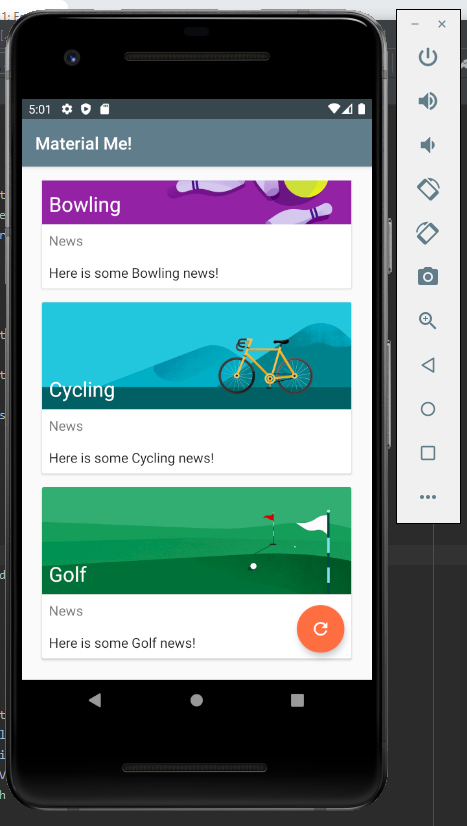 5:01
Material Me!
Bowling
News
Here is some Bowling news!
Cycling
News
Here is some Cycling news!
Golf
News
Here is some Golf news!